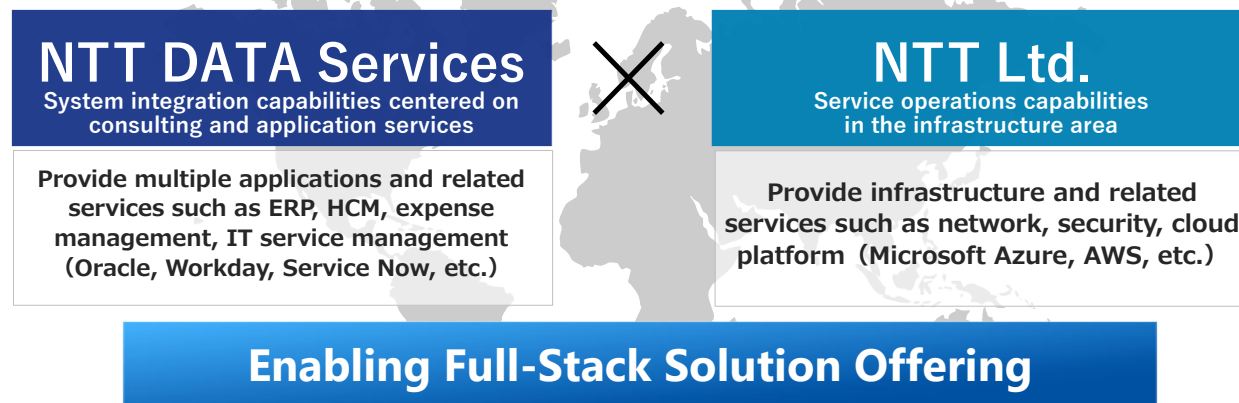 NTT DATA Services
System integration capabilities centered on
consulting and application services
Provide multiple applications and related
services such as ERP, HCM, expense
management, IT service management
（Oracle, Workday, Service Now, etc.）
NTT Ltd.
Service operations capabilities
in the infrastructure area
Provide infrastructure and related
services such as network, security, cloud
platform（Microsoft Azure, AWS, etc.）
Enabling Full-Stack Solution Offering